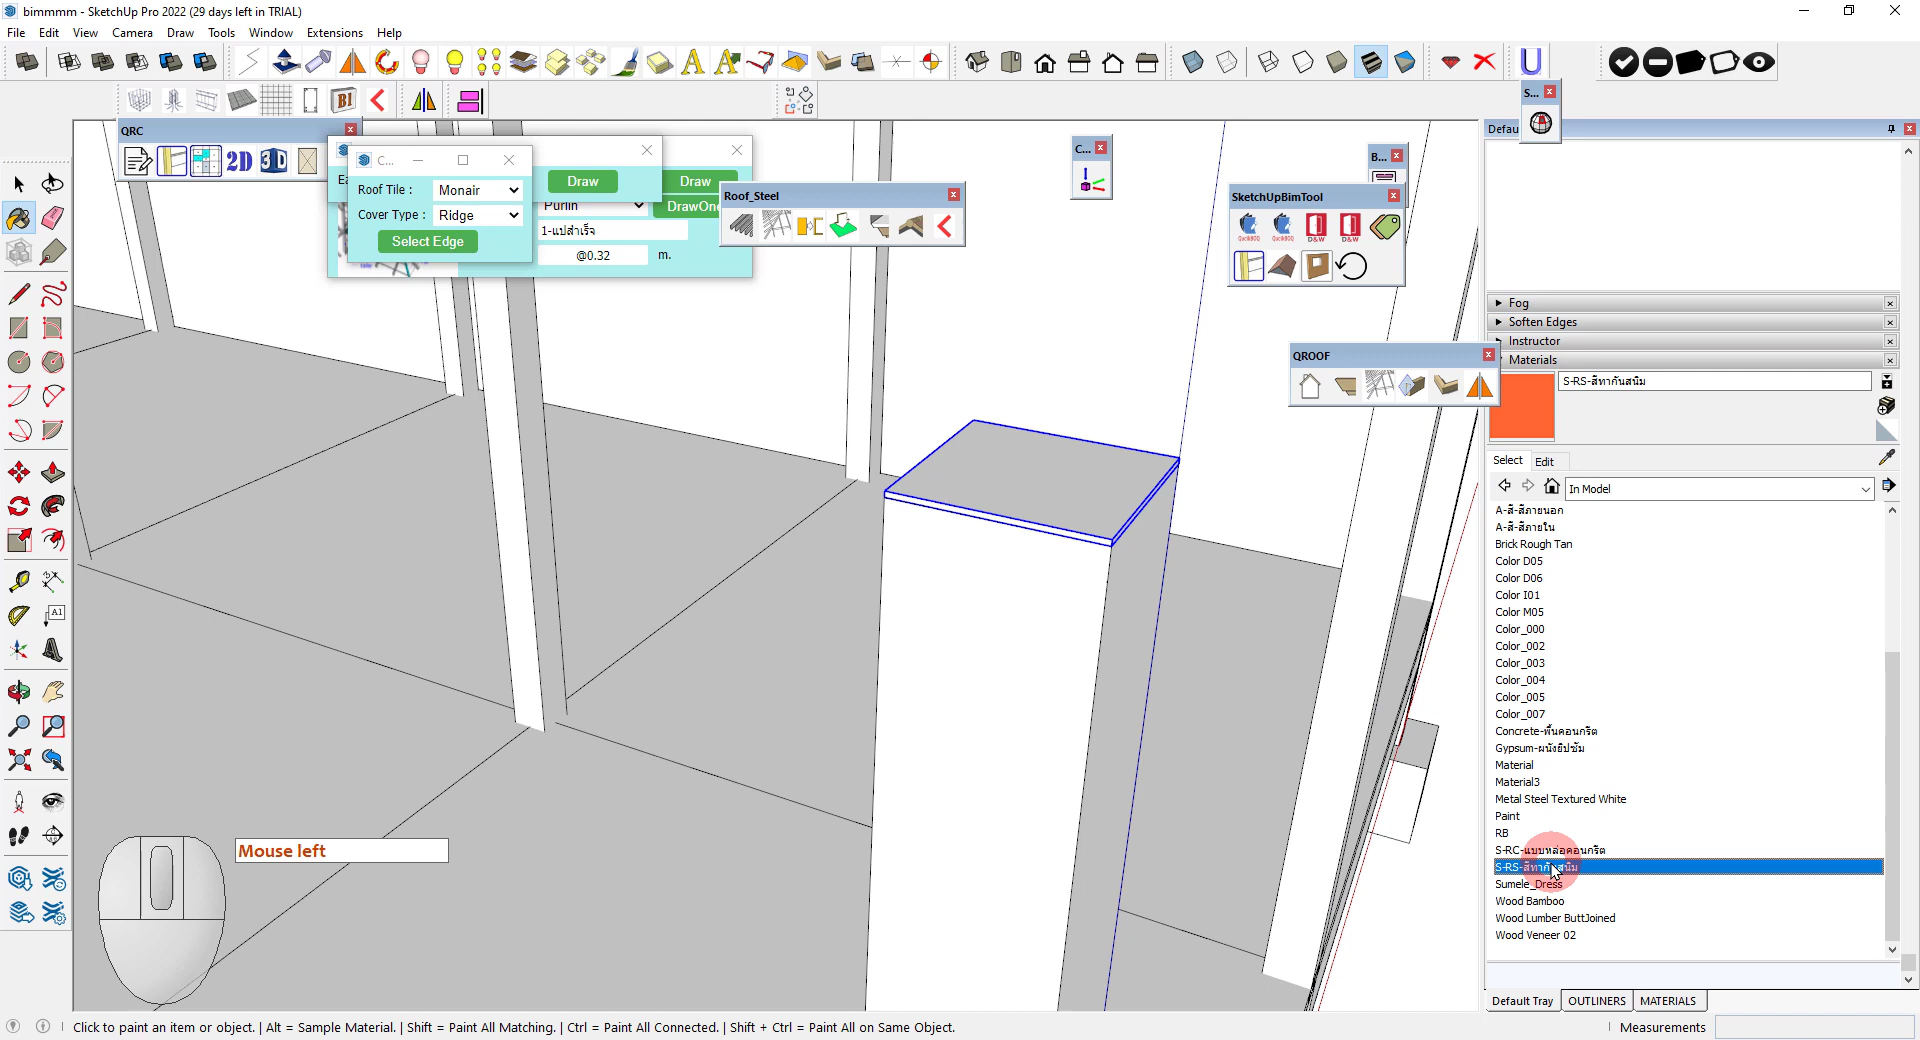 bimmmm - SketchUp Pro 2022 (29 days left in TRIAL)
File Edit View Camera Draw Tools Window Extensions Help
S...
QRC
2D 3D
C...
Roof Tile : Monair
Cover Type : Ridge
Select Edge
Draw
Draw
DrawOne
Purlin
1-แปสำเร็จ
@0.32 m.
Roof_Steel
C...
B...
SketchUpBimTool
QROOF
Fog
Soften Edges
Instructor
Materials
S-RS-สีทากันสนิม
Select Edit
In Model
A-สี-สีภายนอก
A-สี-สีภายใน
Brick Rough Tan
Color D05
Color D06
Color I01
Color M05
Color_000
Color_002
Color_003
Color_004
Color_005
Color_007
Concrete-พื้นคอนกรีต
Gypsum-ผนังยิปซัม
Material
Material3
Metal Steel Textured White
Paint
RB
S-RC-แบบหล่อคอนกรีต
S-RS-สีทากันสนิม
Sumele_Dress
Wood Bamboo
Wood Lumber ButtJoined
Wood Veneer 02
Mouse left
Default Tray OUTLINERS MATERIALS
Click to paint an item or object. | Alt = Sample Material. | Shift = Paint All Matching. | Ctrl = Paint All Connected. | Shift + Ctrl = Paint All on Same Object.
Measurements